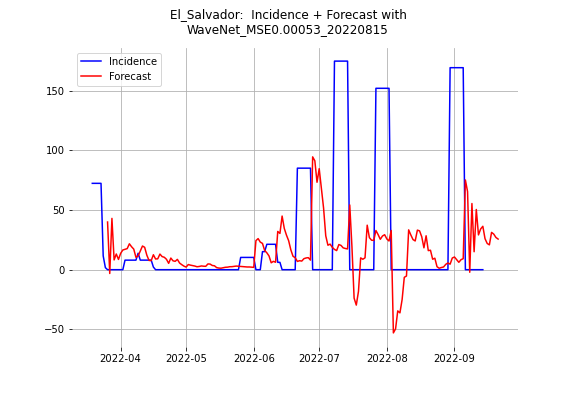 El_Salvador:  Incidence + Forecast with
WaveNet_MSE0.00053_20220815
Incidence
Forecast
150
100
50
0
−50
2022-04
2022-05
2022-06
2022-07
2022-08
2022-09